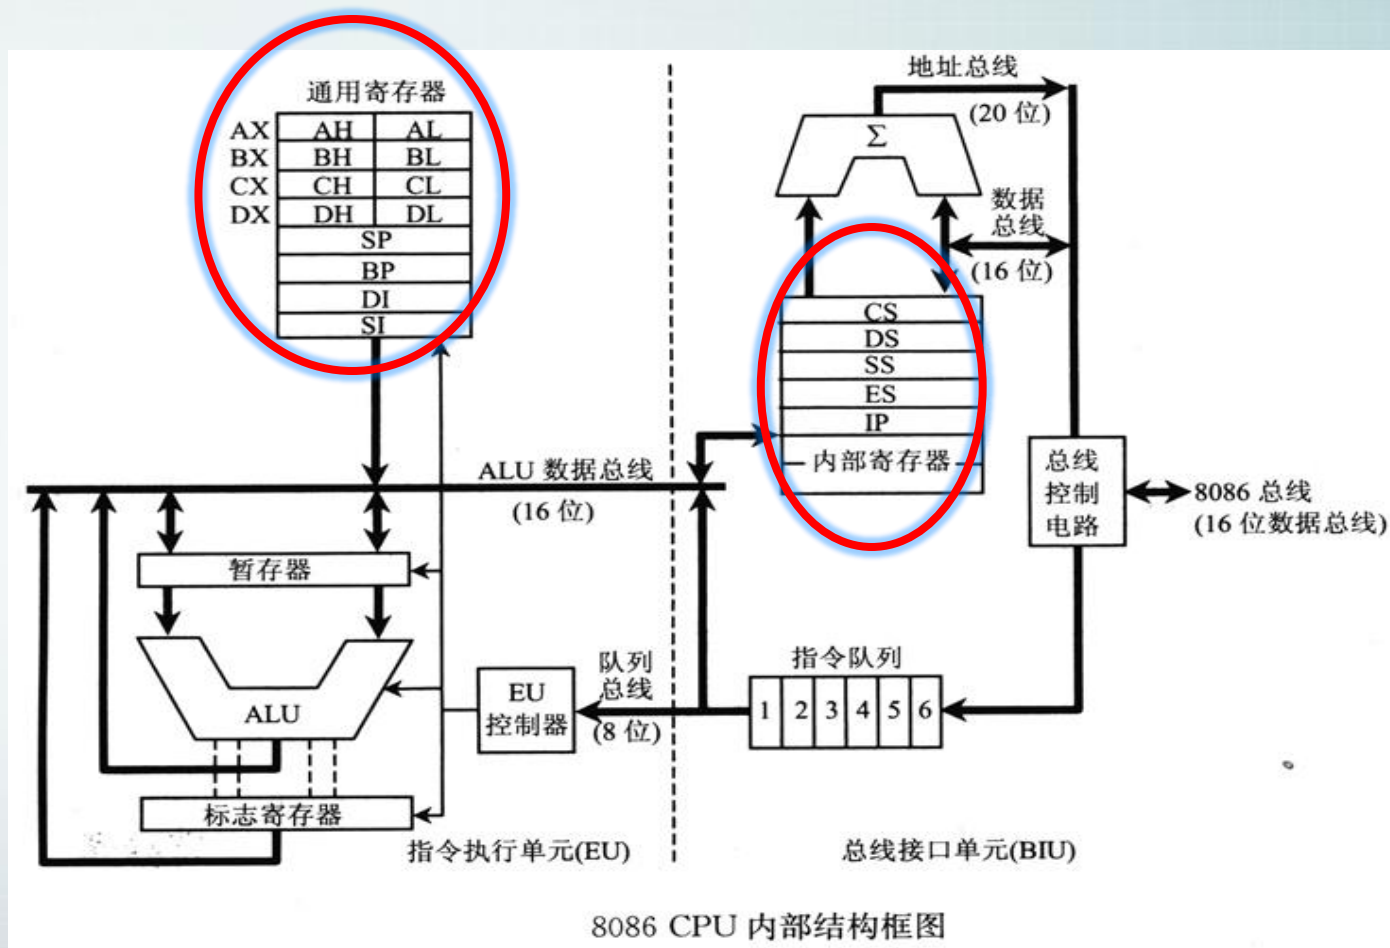 通用寄存器
AX AH AL
BX BH BL
CX CH CL
DX DH DL
SP
BP
DI
SI
ALU 数据总线
(16 位)
暂存器
ALU
标志寄存器
EU
控制器
队列
总线
(8 位)
指令执行单元(EU)
地址总线
(20 位)
Σ
数据
总线
(16 位)
CS
DS
SS
ES
IP
内部寄存器
总线
控制
电路
8086 总线
(16 位数据总线)
指令队列
1 2 3 4 5 6
总线接口单元(BIU)
8086 CPU 内部结构框图